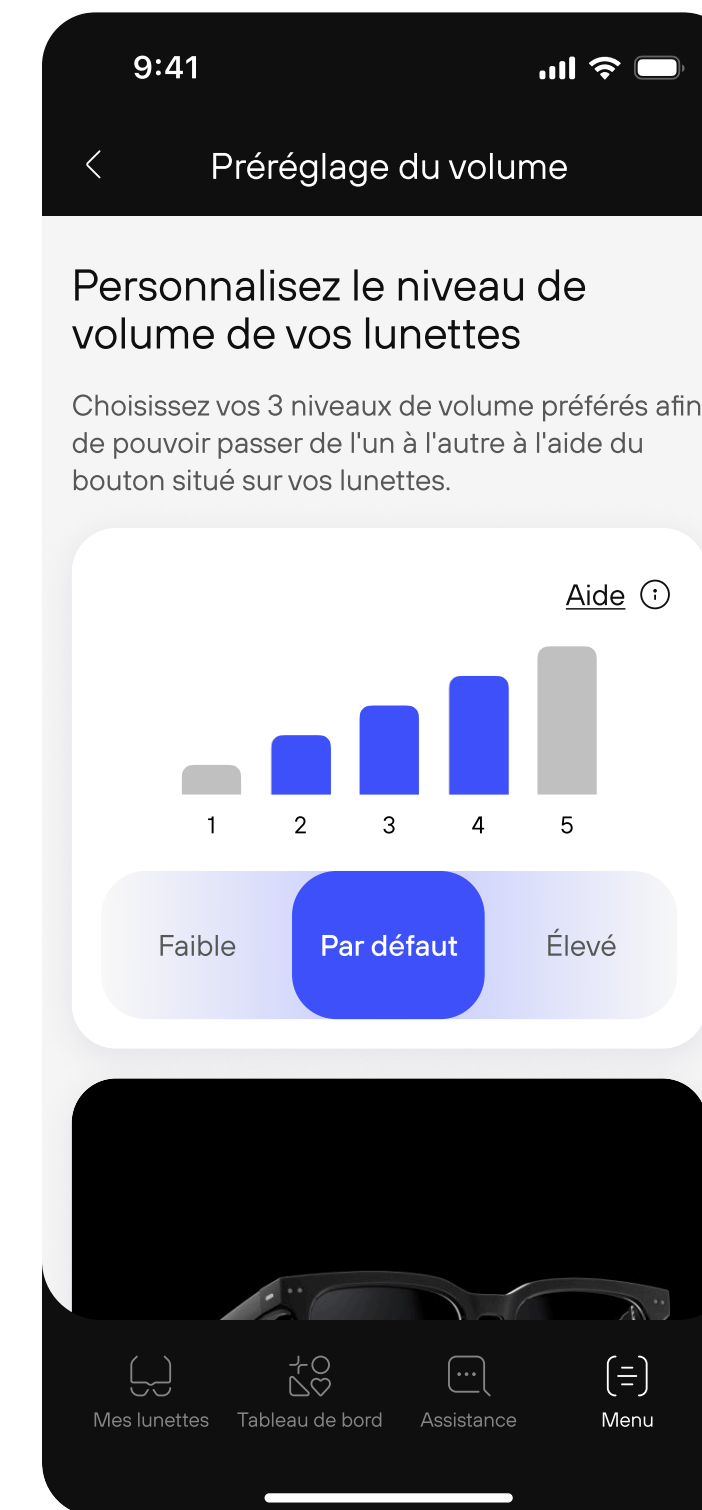 9:41
Préréglage du volume
Personnalisez le niveau de
volume de vos lunettes
Choisissez vos 3 niveaux de volume préférés afin
de pouvoir passer de l'un à l'autre à l'aide du
bouton situé sur vos lunettes.
Aide
1 2 3 4 5
Faible Par défaut Élevé
Mes lunettes Tableau de bord Assistance Menu